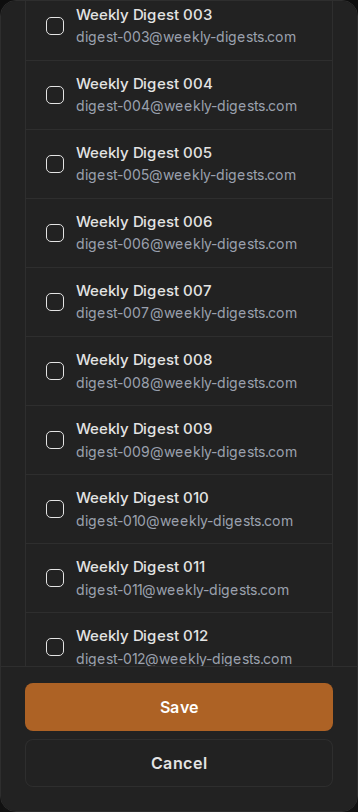 Weekly Digest 003
digest-003@weekly-digests.com
Weekly Digest 004
digest-004@weekly-digests.com
Weekly Digest 005
digest-005@weekly-digests.com
Weekly Digest 006
digest-006@weekly-digests.com
Weekly Digest 007
digest-007@weekly-digests.com
Weekly Digest 008
digest-008@weekly-digests.com
Weekly Digest 009
digest-009@weekly-digests.com
Weekly Digest 010
digest-010@weekly-digests.com
Weekly Digest 011
digest-011@weekly-digests.com
Weekly Digest 012
digest-012@weekly-digests.com
Save
Cancel